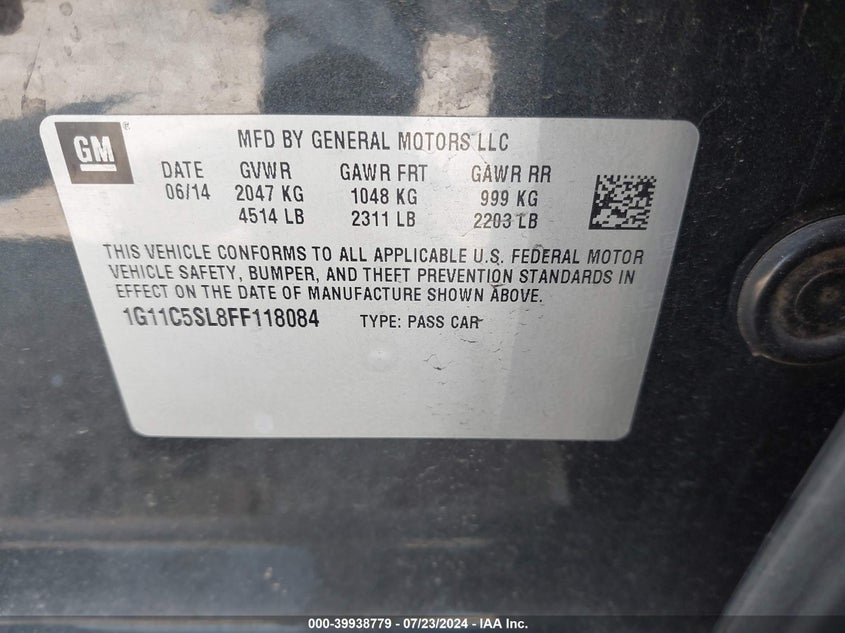 GM®
MFD BY GENERAL MOTORS LLC
DATE GVWR GAWR FRT GAWR RR
06/14 2047 KG 1048 KG 999 KG
4514 LB 2311 LB 2203 LB
THIS VEHICLE CONFORMS TO ALL APPLICABLE U.S. FEDERAL MOTOR
VEHICLE SAFETY, BUMPER, AND THEFT PREVENTION STANDARDS IN
EFFECT ON THE DATE OF MANUFACTURE SHOWN ABOVE.
1G11C5SL8FF118084 TYPE: PASS CAR
000-39938779 - 07/23/2024 - IAA Inc.